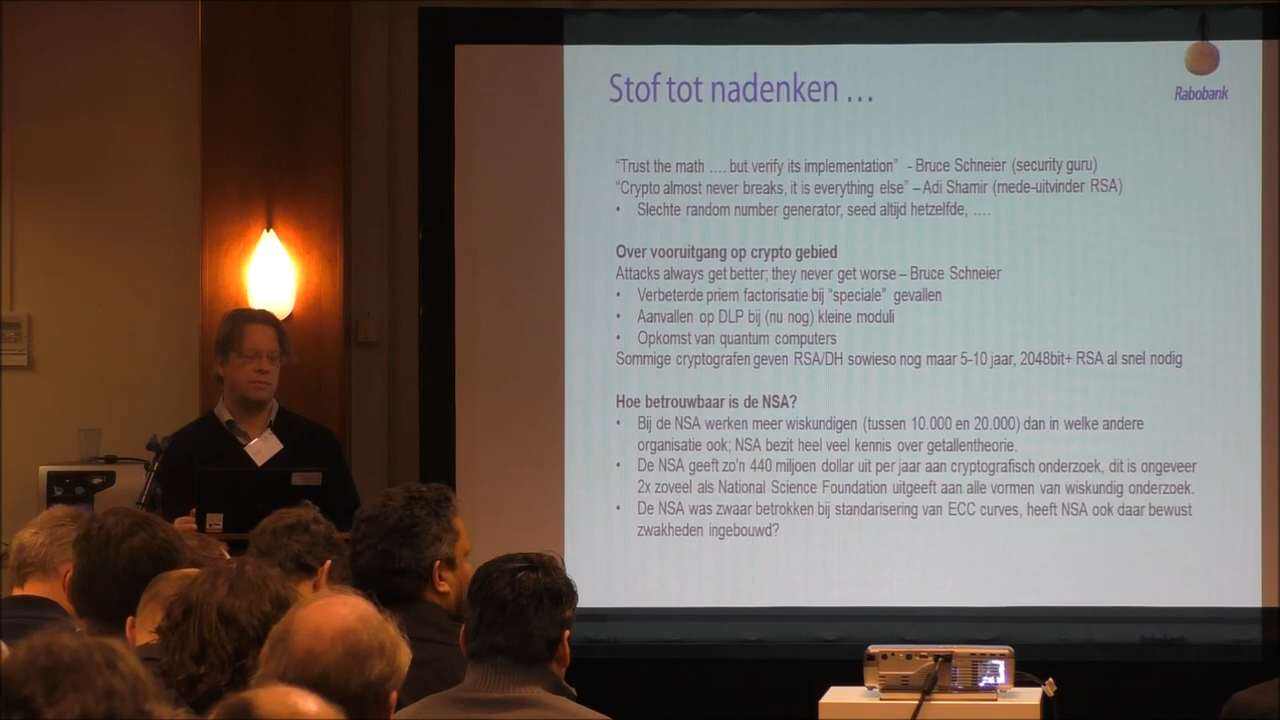 Stof tot nadenken …
Rabobank
“Trust the math …. but verify its implementation” - Bruce Schneier (security guru)
“Crypto almost never breaks, it is everything else” – Adi Shamir (mede-uitvinder RSA)
• Slechte random number generator, seed altijd hetzelfde, ….
Over vooruitgang op crypto gebied
Attacks always get better; they never get worse – Bruce Schneier
• Verbeterde priem factorisatie bij “speciale” gevallen
• Aanvallen op DLP bij (nu nog) kleine moduli
• Opkomst van quantum computers
Sommige cryptografen geven RSA/DH sowieso nog maar 5-10 jaar, 2048bit+ RSA al snel nodig
Hoe betrouwbaar is de NSA?
• Bij de NSA werken meer wiskundigen (tussen 10.000 en 20.000) dan in welke andere
organisatie ook; NSA bezit heel veel kennis over getallentheorie.
• De NSA geeft zo'n 440 miljoen dollar uit per jaar aan cryptografisch onderzoek, dit is ongeveer
2x zoveel als National Science Foundation uitgeeft aan alle vormen van wiskundig onderzoek.
• De NSA was zwaar betrokken bij standarisering van ECC curves, heeft NSA ook daar bewust
zwakheden ingebouwd?